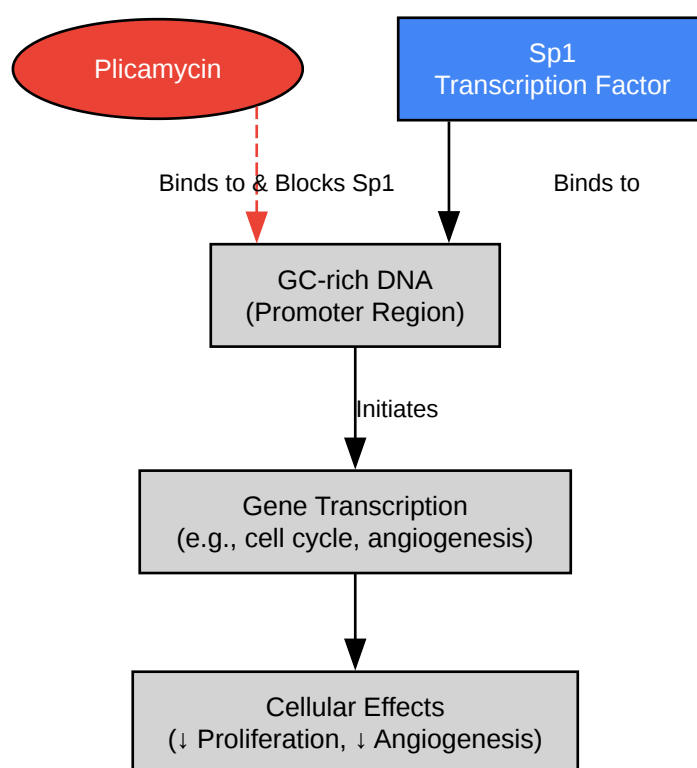 Plicamycin
Sp1
Transcription Factor
Binds to & Blocks Sp1
Binds to
GC-rich DNA
(Promoter Region)
Initiates
Gene Transcription
(e.g., cell cycle, angiogenesis)
Cellular Effects
(↓ Proliferation, ↓ Angiogenesis)